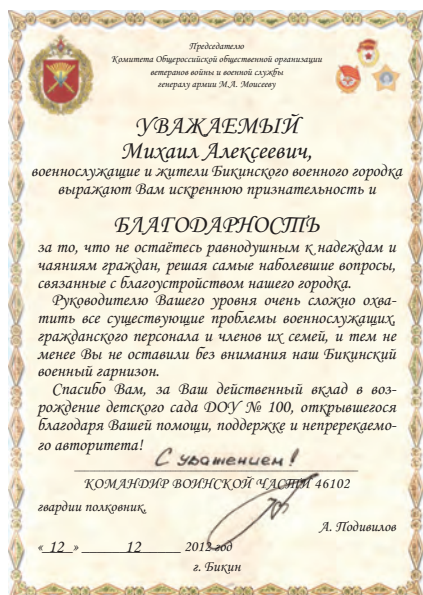 Председателю
Комитета Общероссийской общественной организации
ветеранов войны и военной службы
генералу армии М.А. Моисееву
УВАЖАЕМЫЙ
Михаил Алексеевич,
военнослужащие и жители Бикинского военного городка
выражают Вам искреннюю признательность и
БЛАГОДАРНОСТЬ
за то, что не остаётесь равнодушным к надеждам и
чаяниям граждан, решая самые наболевшие вопросы,
связанные с благоустройством нашего городка.
Руководителю Вашего уровня очень сложно охва-
тить все существующие проблемы военнослужащих,
гражданского персонала и членов их семей, и тем не
менее Вы не оставили без внимания наш Бикинский
военный гарнизон.
Спасибо Вам, за Ваш действенный вклад в воз-
рождение детского сада ДОУ № 100, открывшегося
благодаря Вашей помощи, поддержке и непререкаемо-
го авторитета!
С уважением!
КОМАНДИР ВОИНСКОЙ ЧАСТИ 46102
гвардии полковник,
А. Подивилов
«12» 12 2012 год
г. Бикин